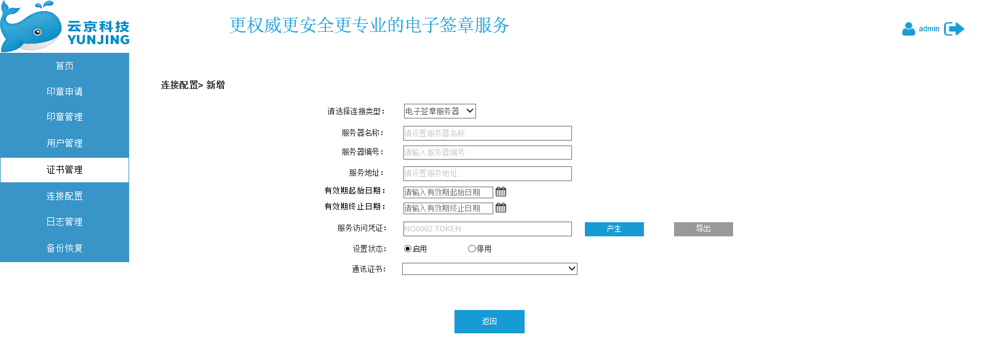 云京科技
YUNJING
更权威更安全更专业的电子签章服务
admin
首页
印章申请
印章管理
用户管理
证书管理
连接配置
日志管理
备份恢复
连接配置> 新增
请选择连接类型： 电子签章服务器
服务器名称： 请设置服务器名称
服务器编号： 请输入服务器编号
服务地址： 请设置服务地址
有效期起始日期： 请输入有效期起始日期
有效期终止日期： 请输入有效期终止日期
服务访问凭证： NO0002.TOKEN 产生 导出
设置状态： 启用 停用
通讯证书：
返回